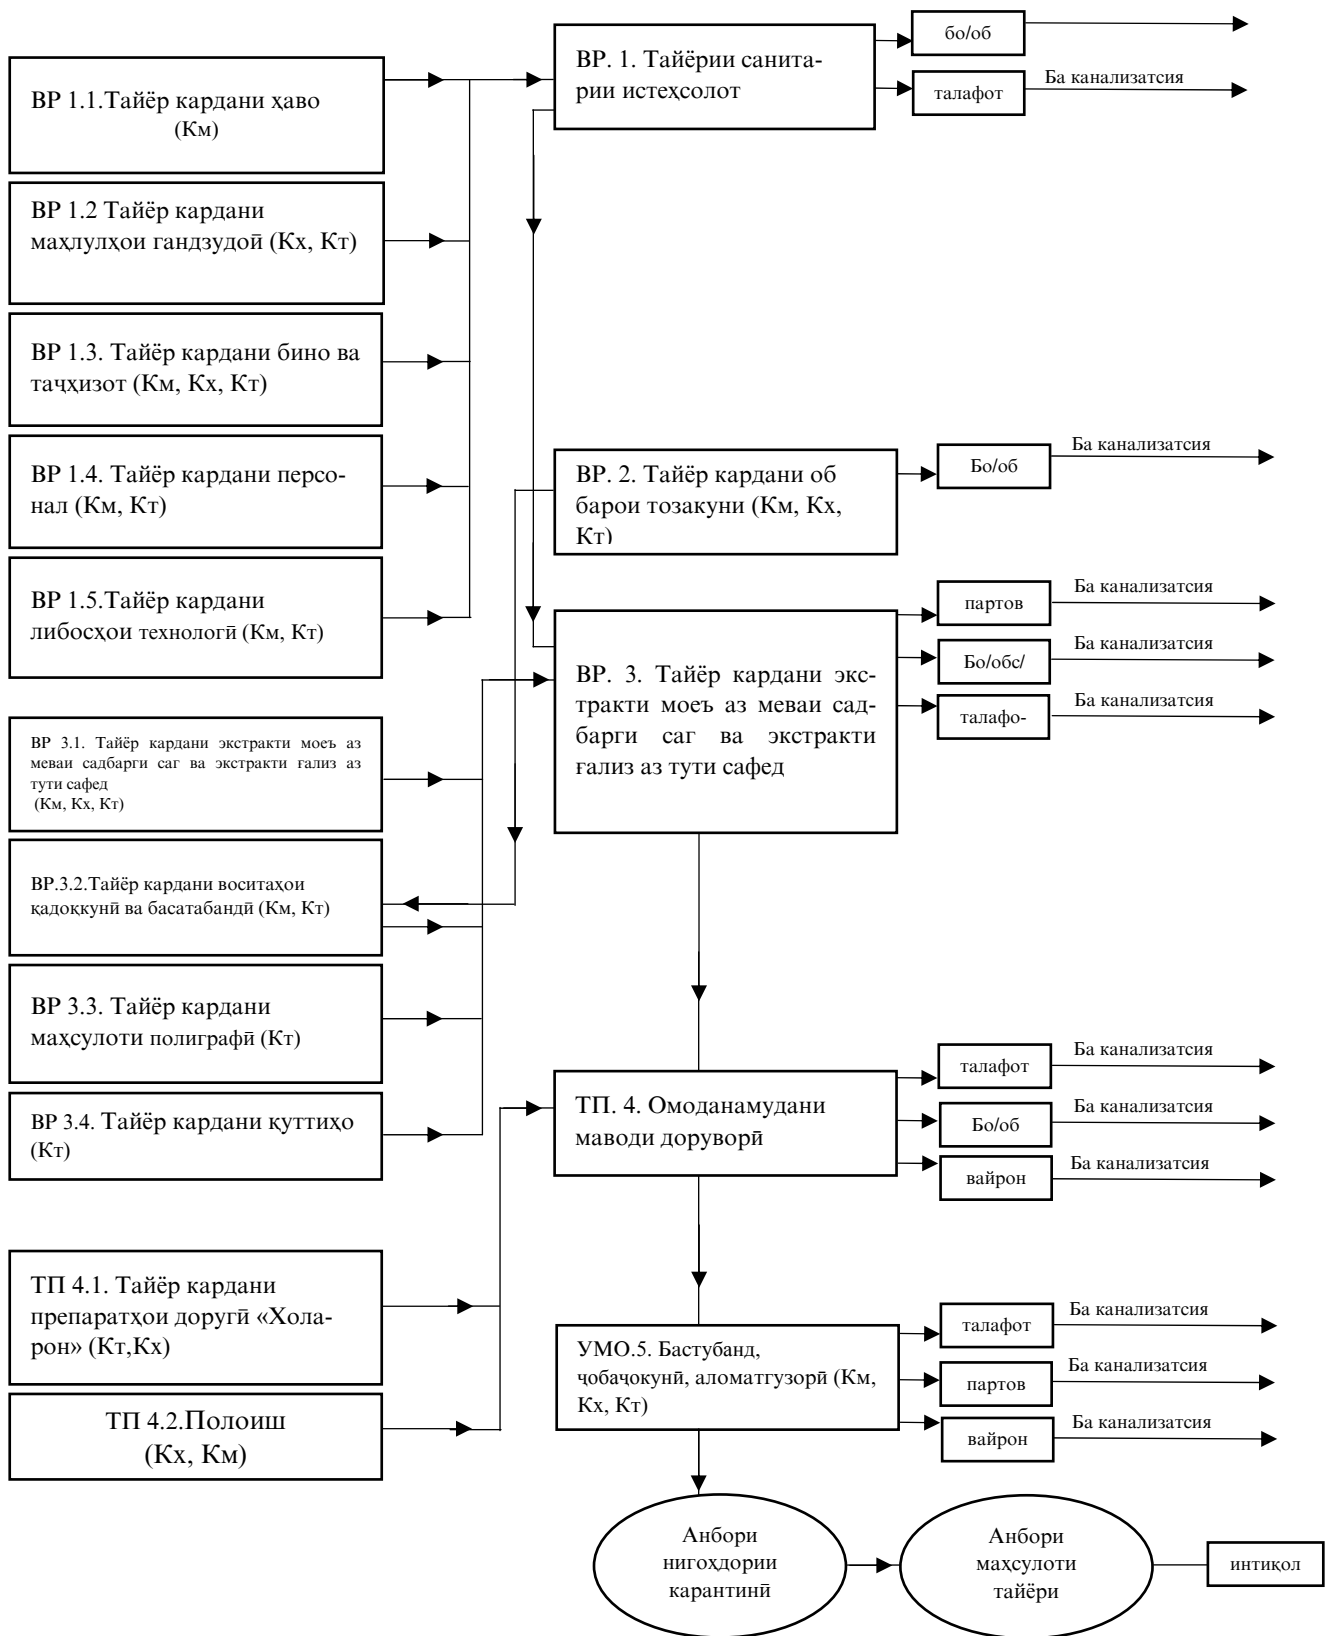 ВР 1.1.Тайёр кардани ҳаво
(Км)
ВР 1.2 Тайёр кардани
маҳлулҳои гандзудоӣ (Кх, Кт)
ВР 1.3. Тайёр кардани бино ва
таҷҳизот (Км, Кх, Кт)
ВР 1.4. Тайёр кардани персо-
нал (Км, Кт)
ВР 1.5.Тайёр кардани
либосҳои технологӣ (Км, Кт)
ВР 3.1. Тайёр кардани экстракти моеъ аз
меваи садбарги саг ва экстракти ғализ аз
тути сафед
(Км, Кх, Кт)
ВР.3.2.Тайёр кардани воситаҳои
қадоққунӣ ва басатабандӣ (Км, Кт)
ВР 3.3. Тайёр кардани
маҳсулоти полиграфӣ (Кт)
ВР 3.4. Тайёр кардани қуттиҳо
(Кт)
ТП 4.1. Тайёр кардани
препаратҳои доругӣ «Хола-
рон» (Кт,Кх)
ТП 4.2.Полоиш
(Кх, Км)
ВР. 1. Тайёрии санита-
рии истеҳсолот
бо/об
талафот
Ба канализатсия
ВР. 2. Тайёр кардани об
барои тозакуни (Км, Кх,
Кт)
Бо/об
Ба канализатсия
ВР. 3. Тайёр кардани экс-
тракти моеъ аз меваи сад-
барги саг ва экстракти
ғализ аз тути сафед
партов
Ба канализатсия
Бо/обс/
Ба канализатсия
талафо-
Ба канализатсия
ТП. 4. Омоданамудани
маводи доруворӣ
талафот
Ба канализатсия
Бо/об
Ба канализатсия
вайрон
Ба канализатсия
УМО.5. Бастубанд,
ҷобаҷокунӣ, аломатгузорӣ (Км,
Кх, Кт)
талафот
Ба канализатсия
партов
Ба канализатсия
вайрон
Ба канализатсия
Анбори
нигоҳдории
карантинӣ
Анбори
маҳсулоти
тайёри
интиқол